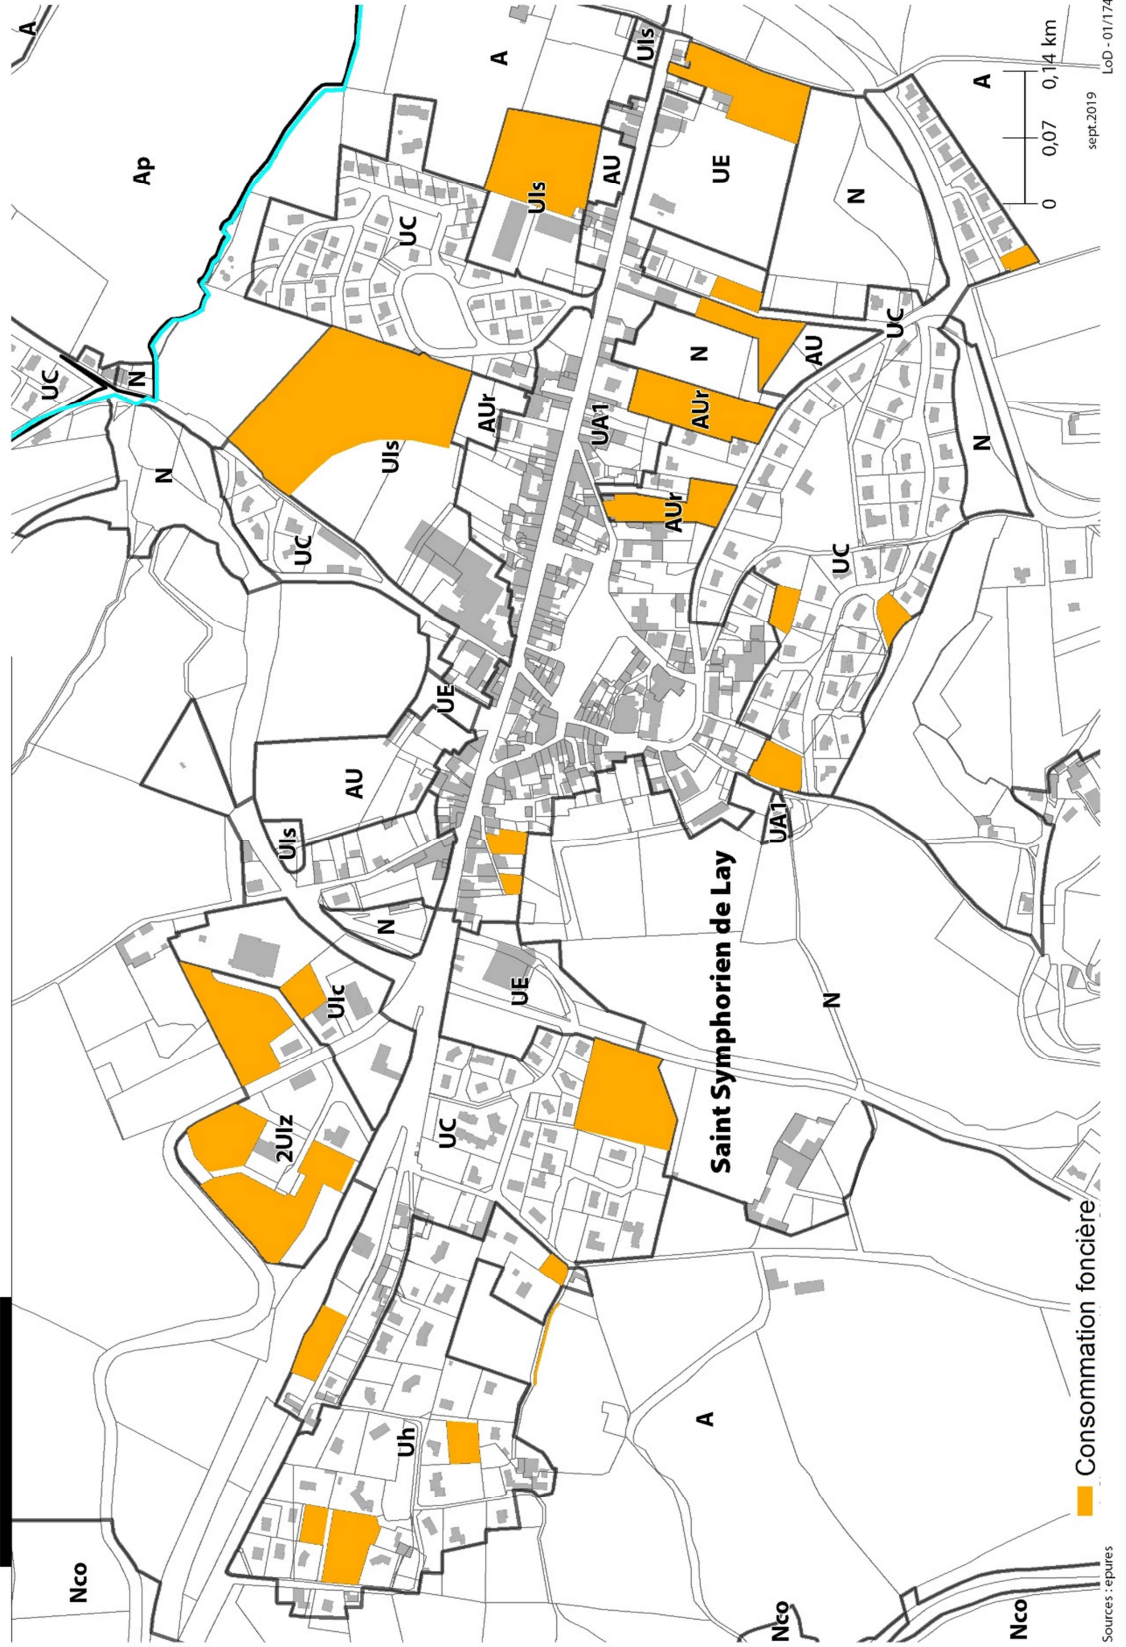 A
UC
Nco
N
Ap
N
2UIz
UIs
UC
UIc
AU
N
UIs
Uh
UC
UE
UC
AUr
A
UE
UIs
UA1
AU
UIs
AUr
N
AUr
A
UE
Saint Symphorien de Lay
UA1
Nco
AU
N
UC
N
UC
N
A
Nco
0 0,07 0,14 km
Consommation foncière
sept.2019
Sources : epures
LoD - 01/174